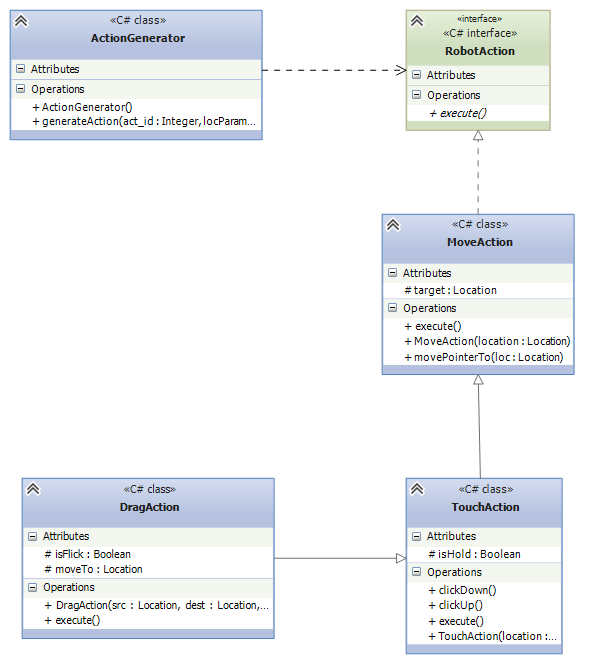 «C# class»
ActionGenerator
Attributes
Operations
+ ActionGenerator()
+ generateAction(act_id : Integer, locParam...
«interface»
«C# interface»
RobotAction
Attributes
Operations
+ execute()
«C# class»
MoveAction
Attributes
# target : Location
Operations
+ execute()
+ MoveAction(location : Location)
+ movePointerTo(loc : Location)
«C# class»
DragAction
Attributes
# isFlick : Boolean
# moveTo : Location
Operations
+ DragAction(src : Location, dest : Location,...
+ execute()
«C# class»
TouchAction
Attributes
# isHold : Boolean
Operations
+ clickDown()
+ clickUp()
+ execute()
+ TouchAction(location :...